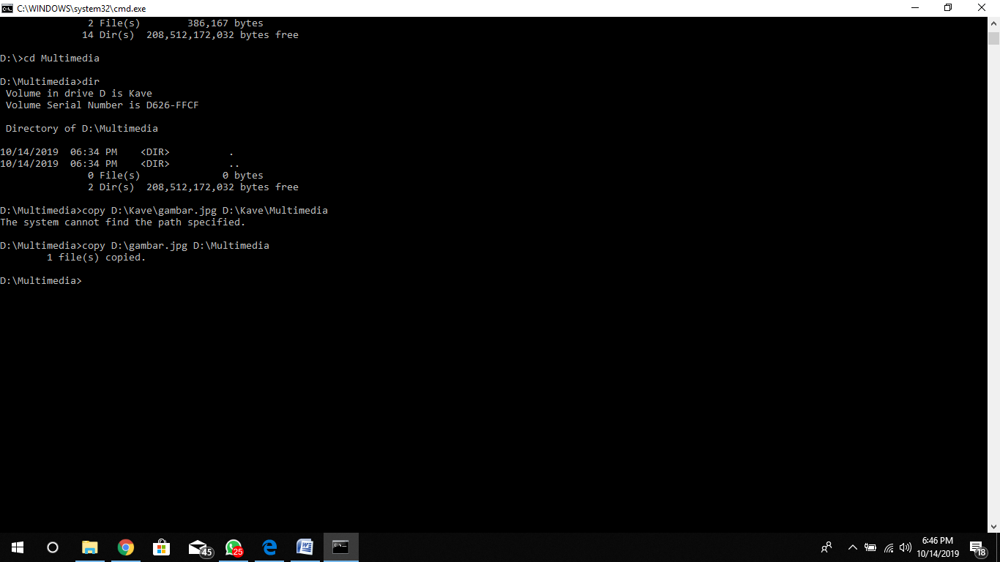 C:\WINDOWS\system32\cmd.exe
2 File(s) 386,167 bytes
14 Dir(s) 208,512,172,032 bytes free
D:\>cd Multimedia
D:\Multimedia>dir
Volume in drive D is Kave
Volume Serial Number is D626-FFCF
Directory of D:\Multimedia
10/14/2019 06:34 PM <DIR> .
10/14/2019 06:34 PM <DIR> ..
0 File(s) 0 bytes
2 Dir(s) 208,512,172,032 bytes free
D:\Multimedia>copy D:\Kave\gambar.jpg D:\Kave\Multimedia
The system cannot find the path specified.
D:\Multimedia>copy D:\gambar.jpg D:\Multimedia
1 file(s) copied.
D:\Multimedia>
45
25
6:46 PM
10/14/2019
18